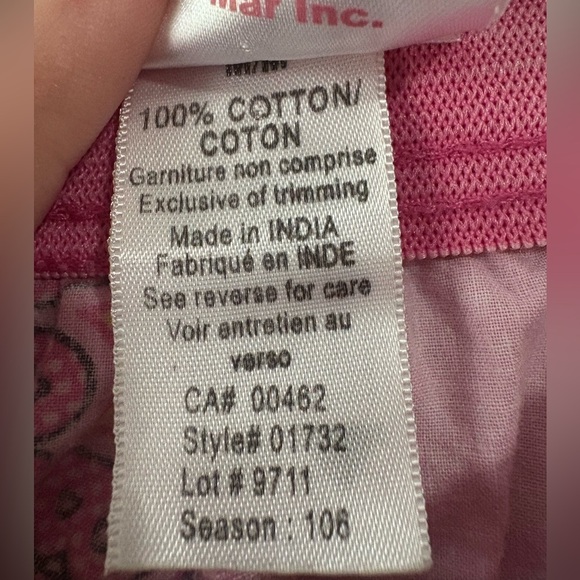 Mar Inc.
100% COTTON/
COTON
Garniture non comprise
Exclusive of trimming
Made in INDIA
Fabriqué en INDE
See reverse for care
Voir entretien au
verso
CA# 00462
Style# 01732
Lot # 9711
Season : 106